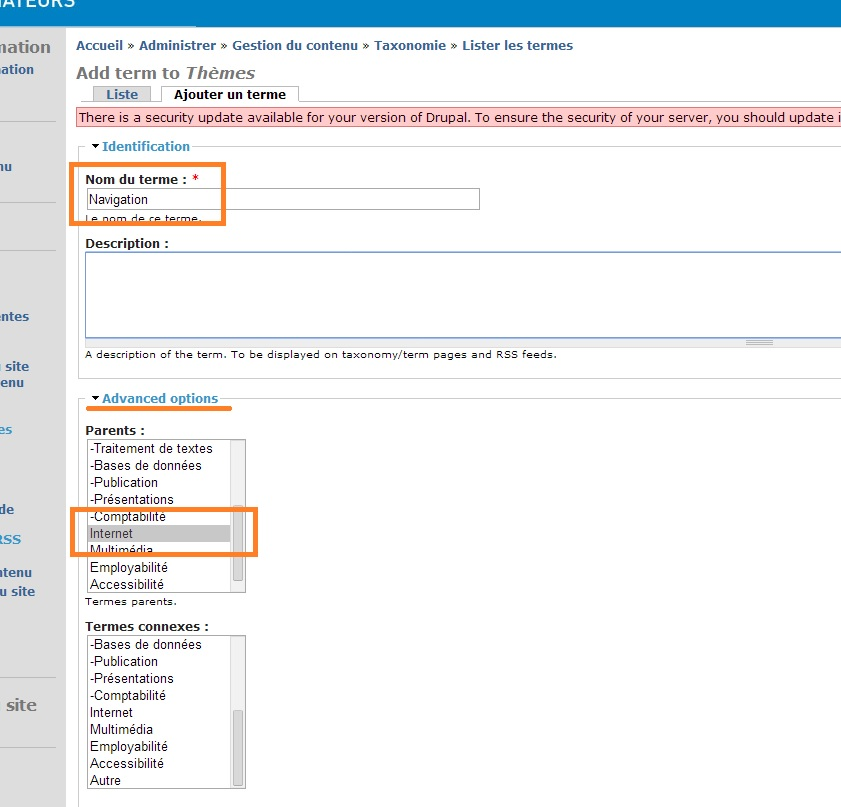 Accueil » Administrer » Gestion du contenu » Taxonomie » Lister les termes
mation
Add term to Thèmes
Liste
Ajouter un terme
There is a security update available for your version of Drupal. To ensure the security of your server, you should update i
Identification
Nom du terme : *
Navigation
Le nom de ce terme.
Description :
A description of the term. To be displayed on taxonomy/term pages and RSS feeds.
entes
site
enu
Advanced options
es
Parents :
-Traitement de textes
-Bases de données
-Publication
-Présentations
-Comptabilité
Internet
Multimédia
Employabilité
Accessibilité
Termes parents.
de
RSS
ntenu
u site
Termes connexes :
-Bases de données
-Publication
-Présentations
-Comptabilité
Internet
Multimédia
Employabilité
Accessibilité
Autre
site